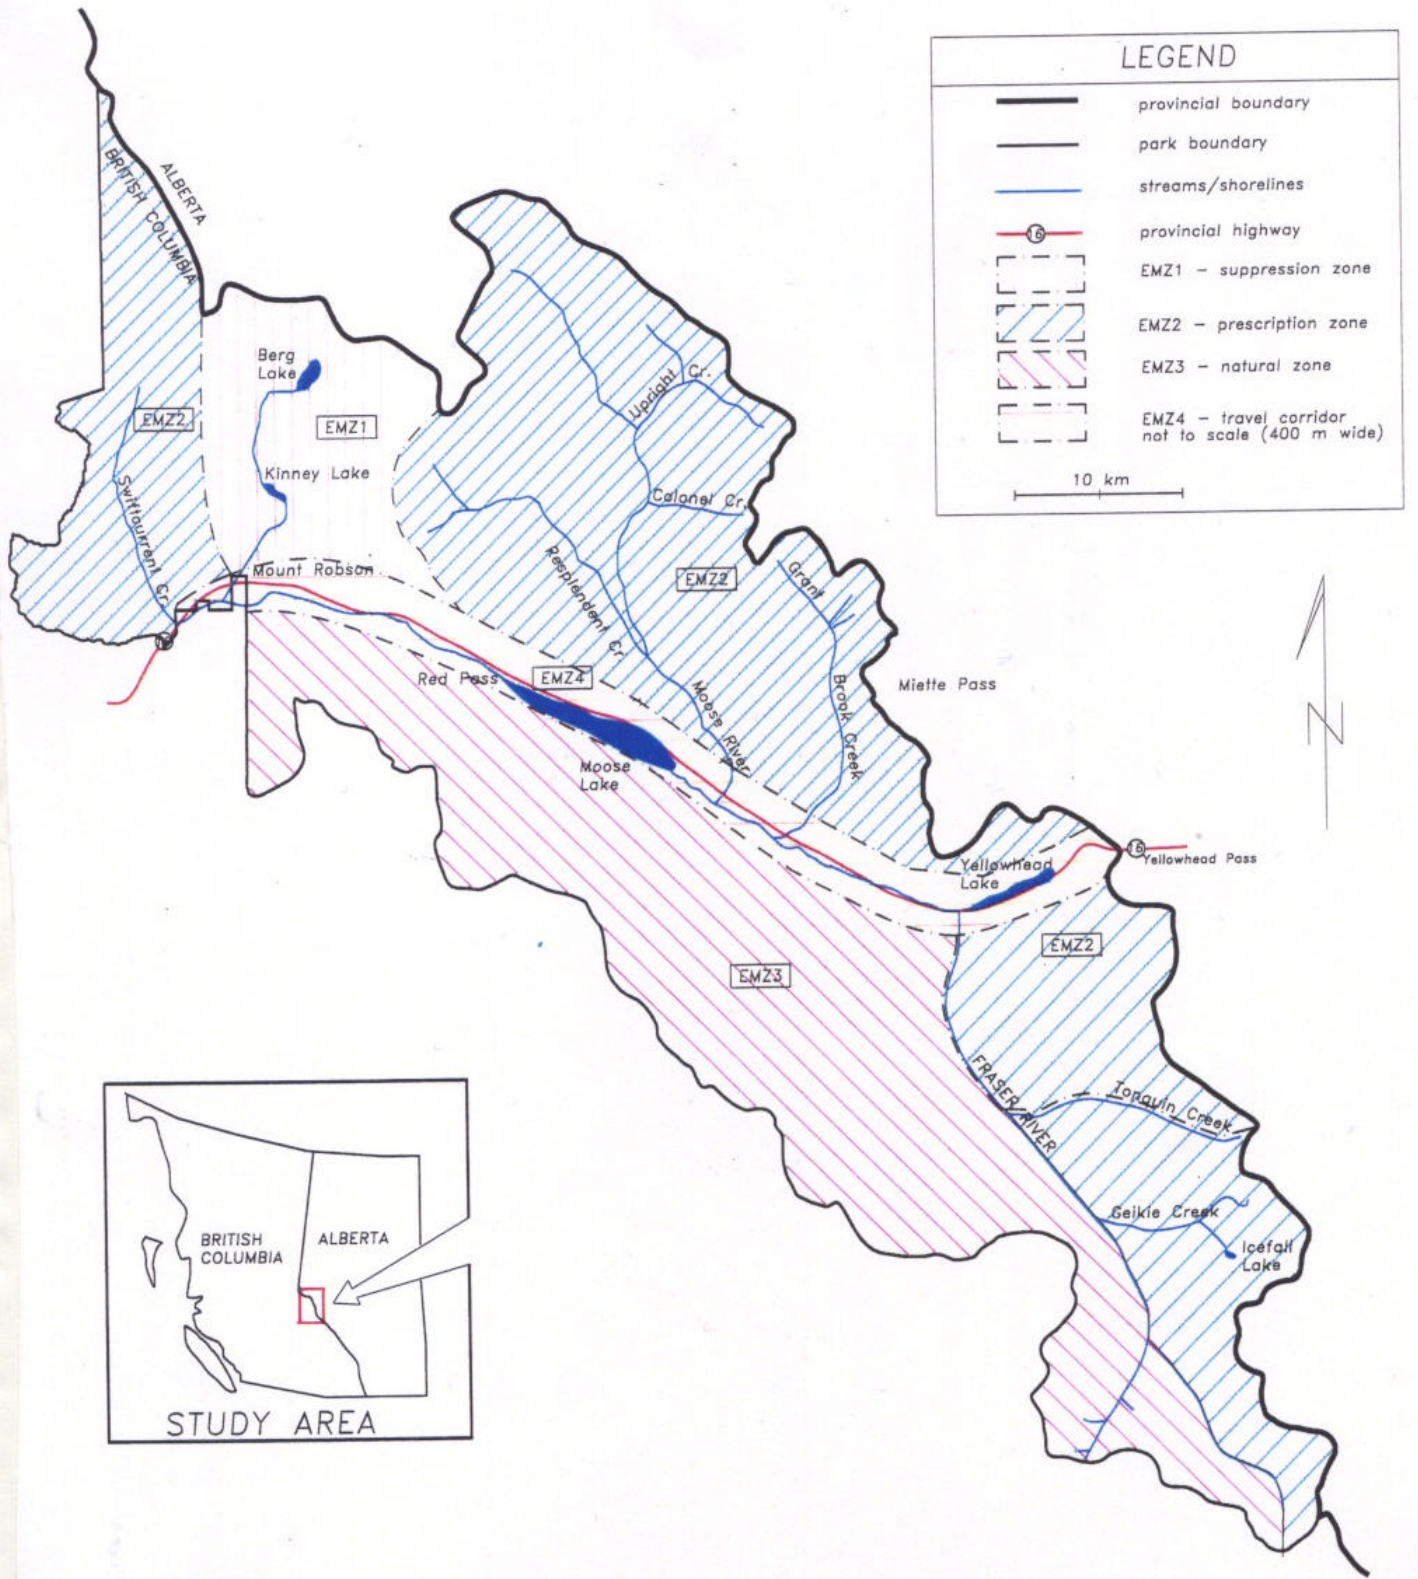 LEGEND
provincial boundary
park boundary
streams/shorelines
16
provincial highway
EMZ1 - suppression zone
EMZ2 - prescription zone
EMZ3 - natural zone
EMZ4 - travel corridor
not to scale (400 m wide)
10 km
ALBERTA
BRITISH COLUMBIA
Berg
Lake
EMZ2
EMZ1
Kinney Lake
Swiftcurrent Cr.
Mount Robson
Upright Cr.
Colonel Cr.
Resplendent Cr.
EMZ2
Grant
Brook Creek
Miette Pass
N
16
Red Pass
EMZ4
Moose River
Moose
Lake
Yellowhead
Lake
16
Yellowhead Pass
EMZ2
EMZ3
FRASER RIVER
Tonquin Creek
Geikie Creek
Icefall
Lake
BRITISH
COLUMBIA
ALBERTA
STUDY AREA